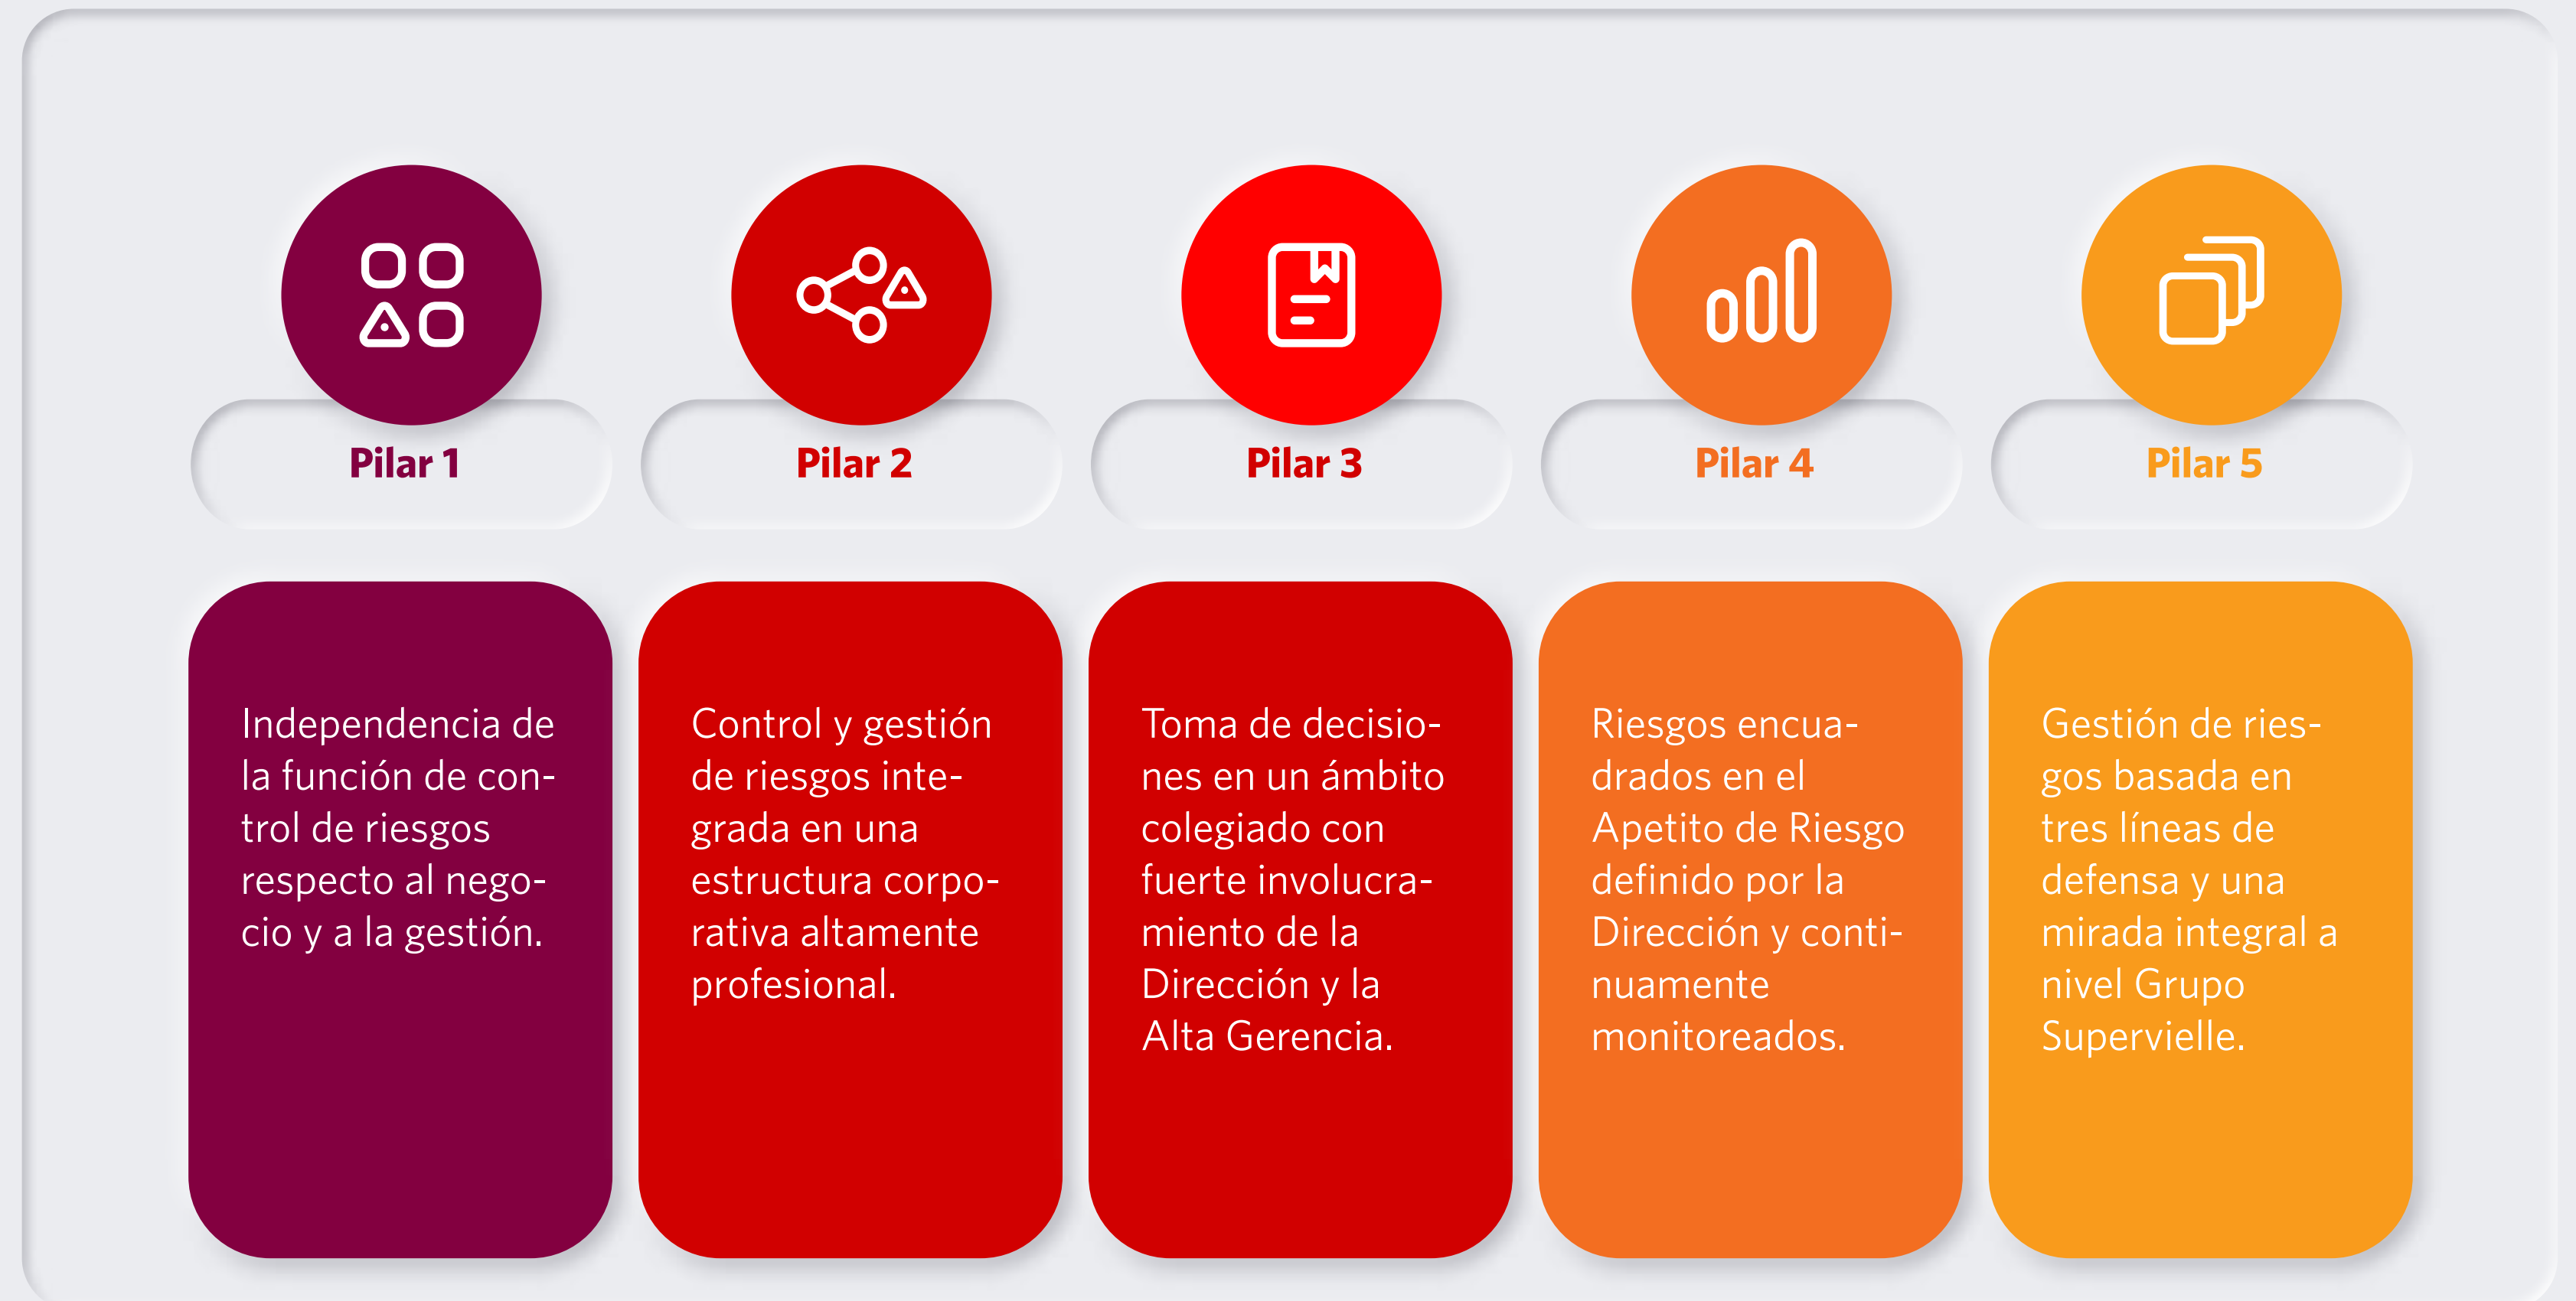 Pilar 1
Independencia de
la función de con-
trol de riesgos
respecto al nego-
cio y a la gestión.
Pilar 2
Control y gestión
de riesgos inte-
grada en una
estructura corpo-
rativa altamente
profesional.
Pilar 3
Toma de decisio-
nes en un ámbito
colegiado con
fuerte involucra-
miento de la
Dirección y la
Alta Gerencia.
Pilar 4
Riesgos encua-
drados en el
Apetito de Riesgo
definido por la
Dirección y conti-
nuamente
monitoreados.
Pilar 5
Gestión de ries-
gos basada en
tres líneas de
defensa y una
mirada integral a
nivel Grupo
Supervielle.